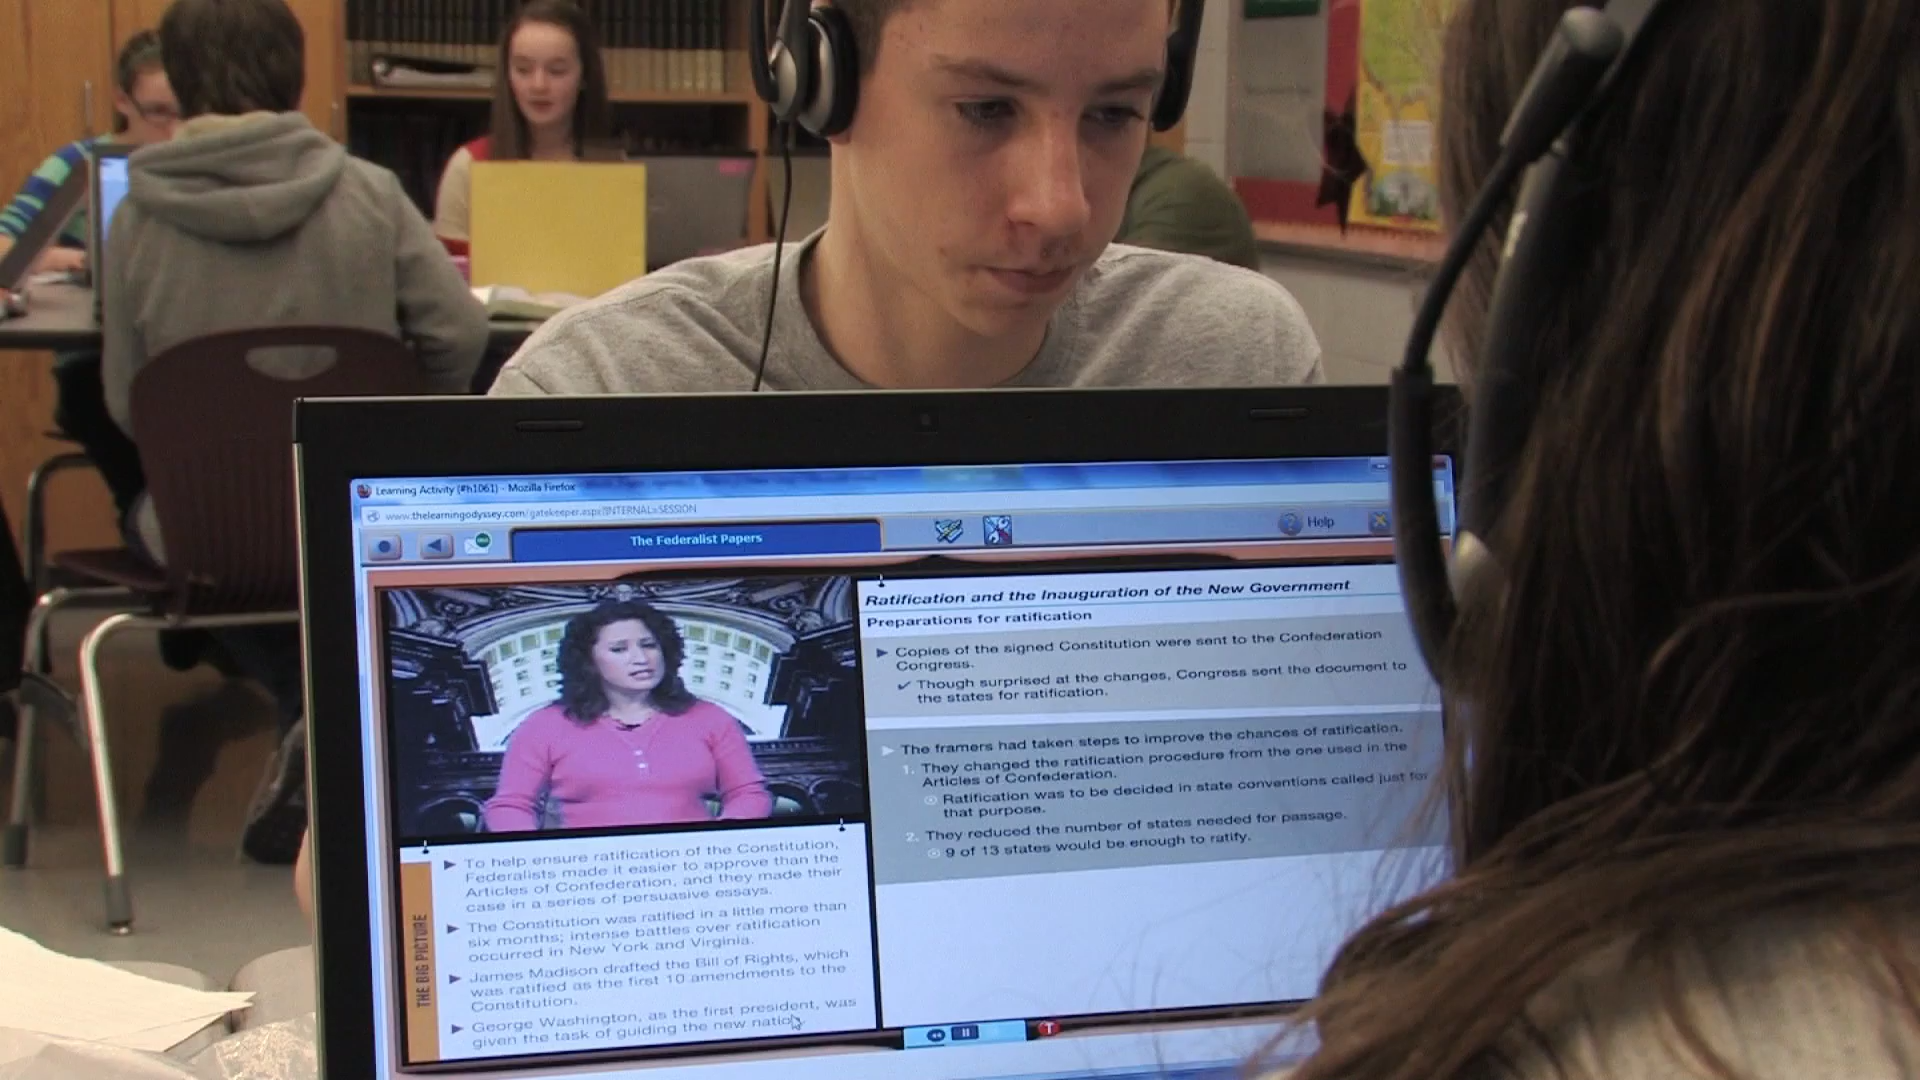 Learning Activity (#h1061) - Mozilla Firefox
www.thelearningodyssey.com/gatekeeper.aspx?INTERNAL=SESSION
The Federalist Papers
Help
Ratification and the Inauguration of the New Government
Preparations for ratification
► Copies of the signed Constitution were sent to the Confederation
Congress.
✓ Though surprised at the changes, Congress sent the document to
the states for ratification.
► The framers had taken steps to improve the chances of ratification.
1. They changed the ratification procedure from the one used in the
Articles of Confederation.
Ratification was to be decided in state conventions called just for
that purpose.
2. They reduced the number of states needed for passage.
9 of 13 states would be enough to ratify.
THE BIG PICTURE
► To help ensure ratification of the Constitution,
Federalists made it easier to approve than the
Articles of Confederation, and they made their
case in a series of persuasive essays.
► The Constitution was ratified in a little more than
six months; intense battles over ratification
occurred in New York and Virginia.
► James Madison drafted the Bill of Rights, which
was ratified as the first 10 amendments to the
Constitution.
► George Washington, as the first president, was
given the task of guiding the new nation.
T